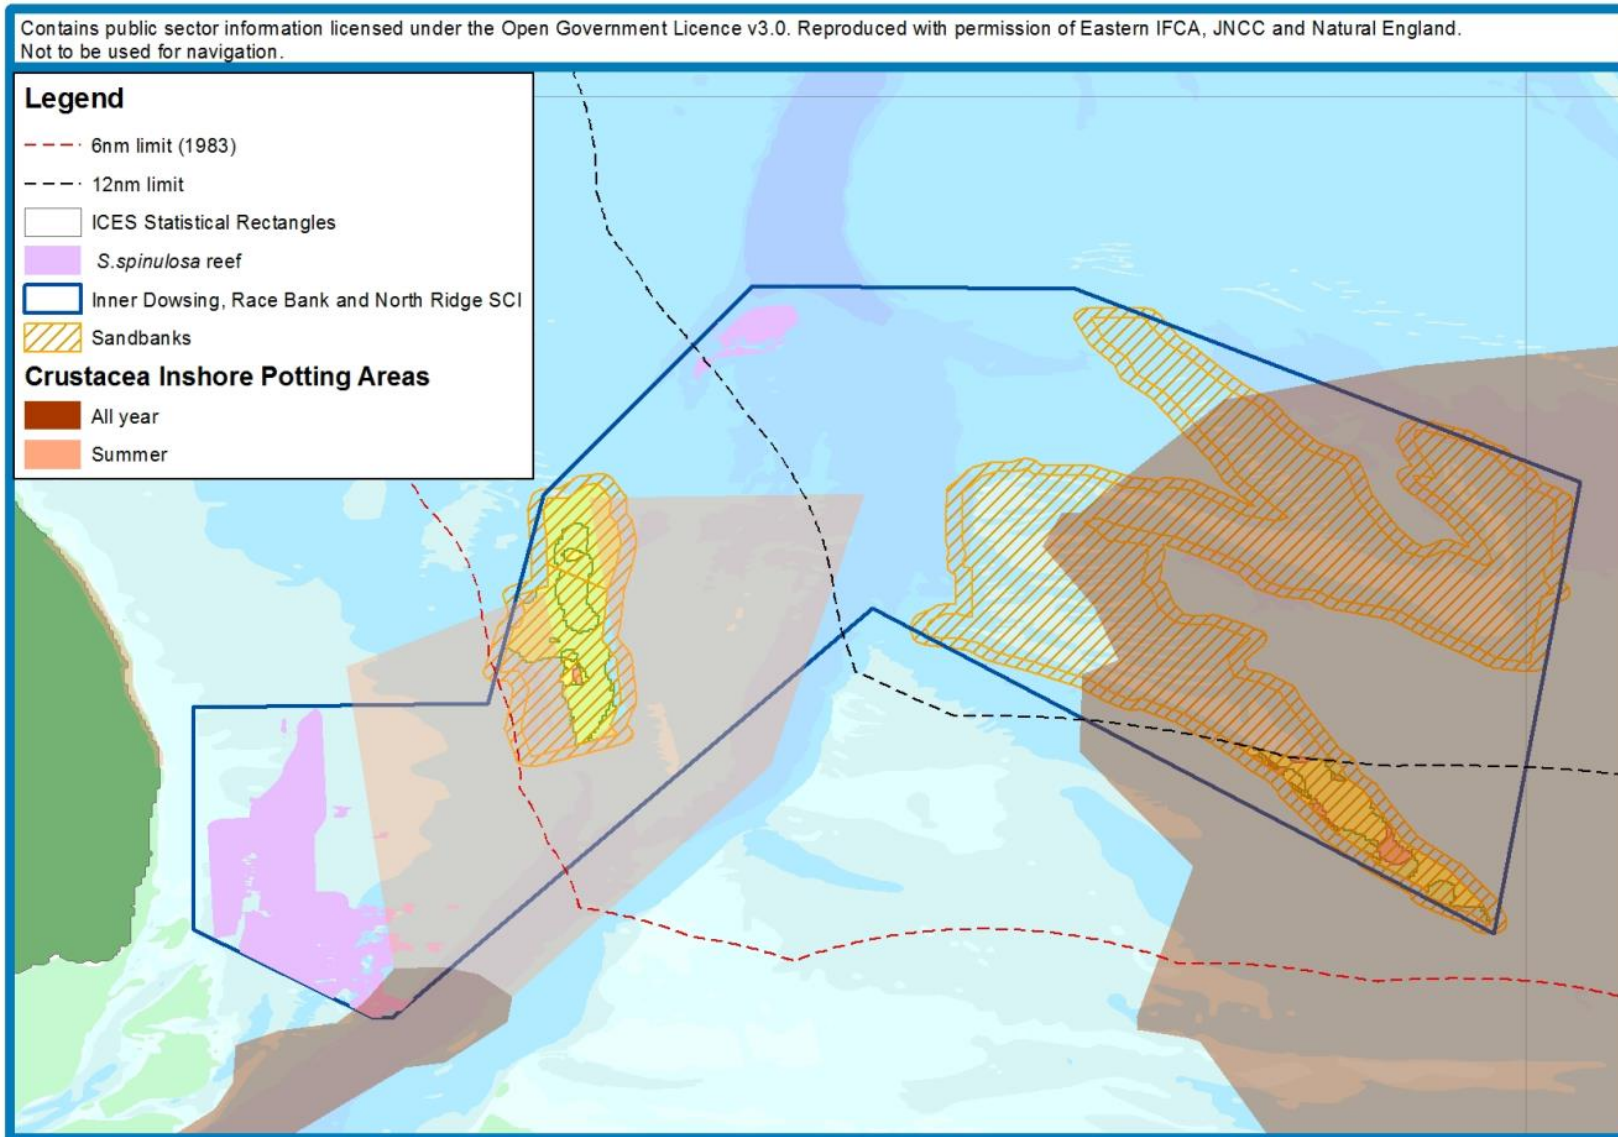 Contains public sector information licensed under the Open Government Licence v3.0. Reproduced with permission of Eastern IFCA, JNCC and Natural England.
Not to be used for navigation.
Legend
6nm limit (1983)
12nm limit
ICES Statistical Rectangles
S.spinulosa reef
Inner Dowsing, Race Bank and North Ridge SCI
Sandbanks
Crustacea Inshore Potting Areas
All year
Summer